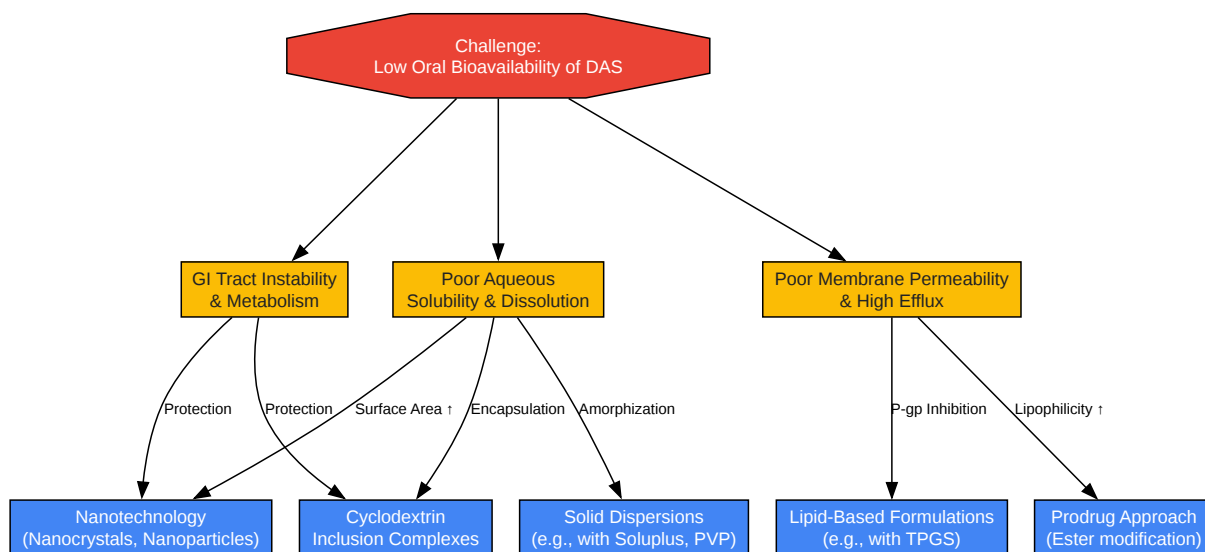 Challenge:
Low Oral Bioavailability of DAS
GI Tract Instability
& Metabolism
Poor Aqueous
Solubility & Dissolution
Poor Membrane Permeability
& High Efflux
Protection
Protection
Surface Area ↑
Encapsulation
Amorphization
P-gp Inhibition
Lipophilicity ↑
Nanotechnology
(Nanocrystals, Nanoparticles)
Cyclodextrin
Inclusion Complexes
Solid Dispersions
(e.g., with Soluplus, PVP)
Lipid-Based Formulations
(e.g., with TPGS)
Prodrug Approach
(Ester modification)